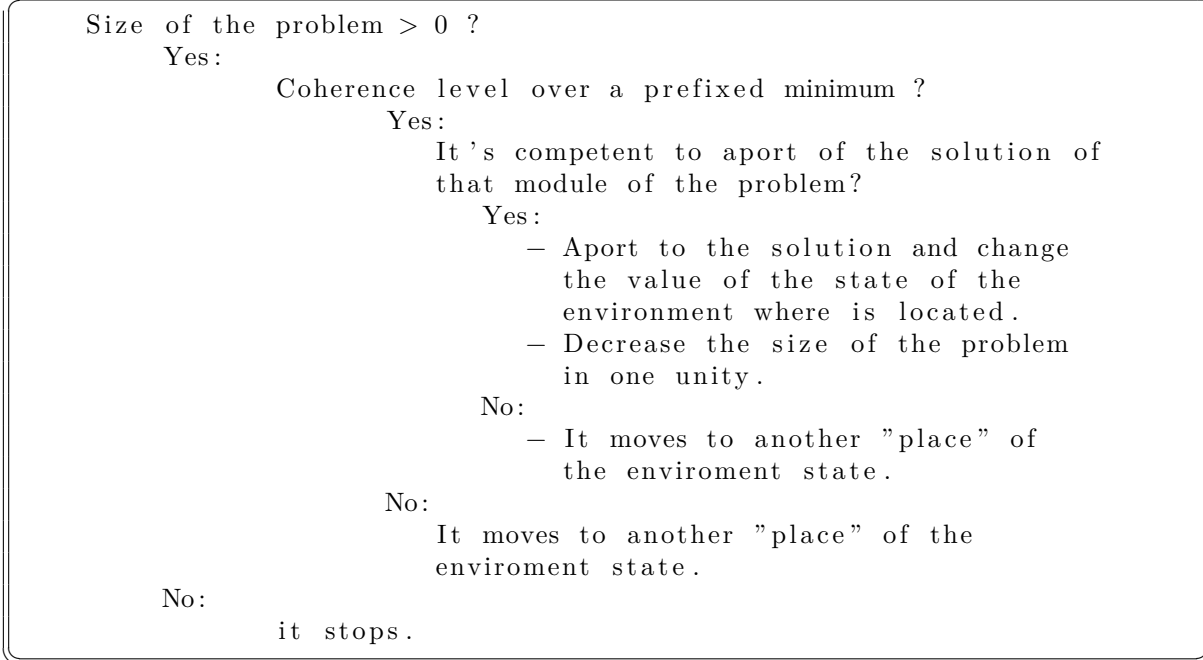 Size of the problem > 0 ?
Yes:
Coherence level over a prefixed minimum ?
Yes:
It's competent to aport of the solution of
that module of the problem?
Yes:
− Aport to the solution and change
the value of the state of the
environment where is located.
− Decrease the size of the problem
in one unity.
No:
− It moves to another ”place” of
the enviroment state.
No:
It moves to another ”place” of the
enviroment state.
No:
it stops.